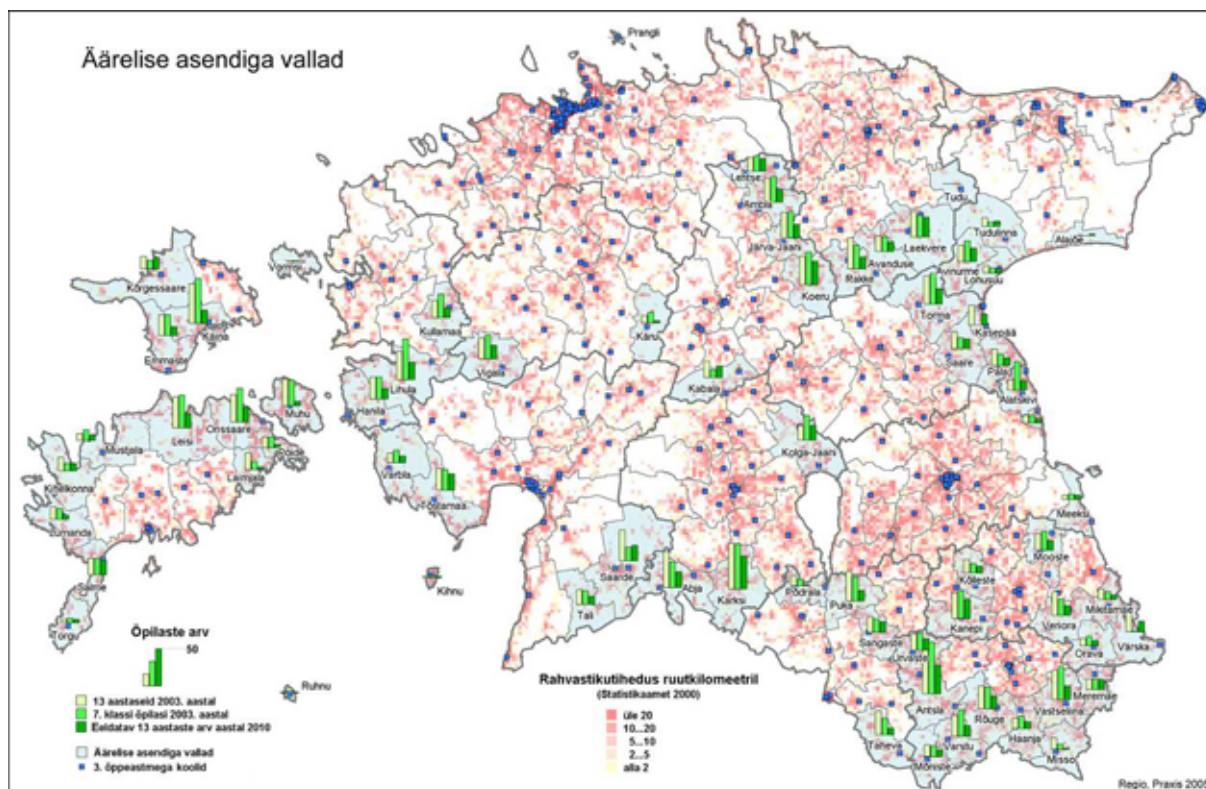 Äärelise asendiga vallad
Prangli
Lehtse
Ambla
Järva-Jaani
Koeru
Rakke
Avanduse
Laekvere
Tudu
Tudulinna
Alajõe
Avinurme
Lohusuu
Torma
Kasepää
Saare
Pala
Alatskivi
Vormsi
Kõrgessaare
Käina
Emmaste
Kullamaa
Vigala
Käru
Lihula
Hanila
Kabala
Kolga-Jaani
Varbla
Tõstamaa
Muhu
Orissaare
Leisi
Mustjala
Pöide
Laimjala
Kihelkonna
Lümanda
Salme
Torgu
Kihnu
Ruhnu
Saarde
Tali
Abja
Karksi
Põdrala
Puka
Sangaste
Urvaste
Kanepi
Kõlleste
Mooste
Meeksi
Mikitamäe
Veriora
Värska
Orava
Meremäe
Vastseliina
Antsla
Rõuge
Haanja
Misso
Varstu
Mõniste
Taheva
Õpilaste arv
50
13 aastaseid 2003. aastal
7. klassi õpilasi 2003. aastal
Eeldatav 13 aastaste arv aastal 2010
Äärelise asendiga vallad
3. õppeastmega koolid
Rahvastikutihedus ruutkilomeetril
(Statistikaamet 2000)
üle 20
10...20
5...10
2...5
alla 2
Regio, Praxis 2005